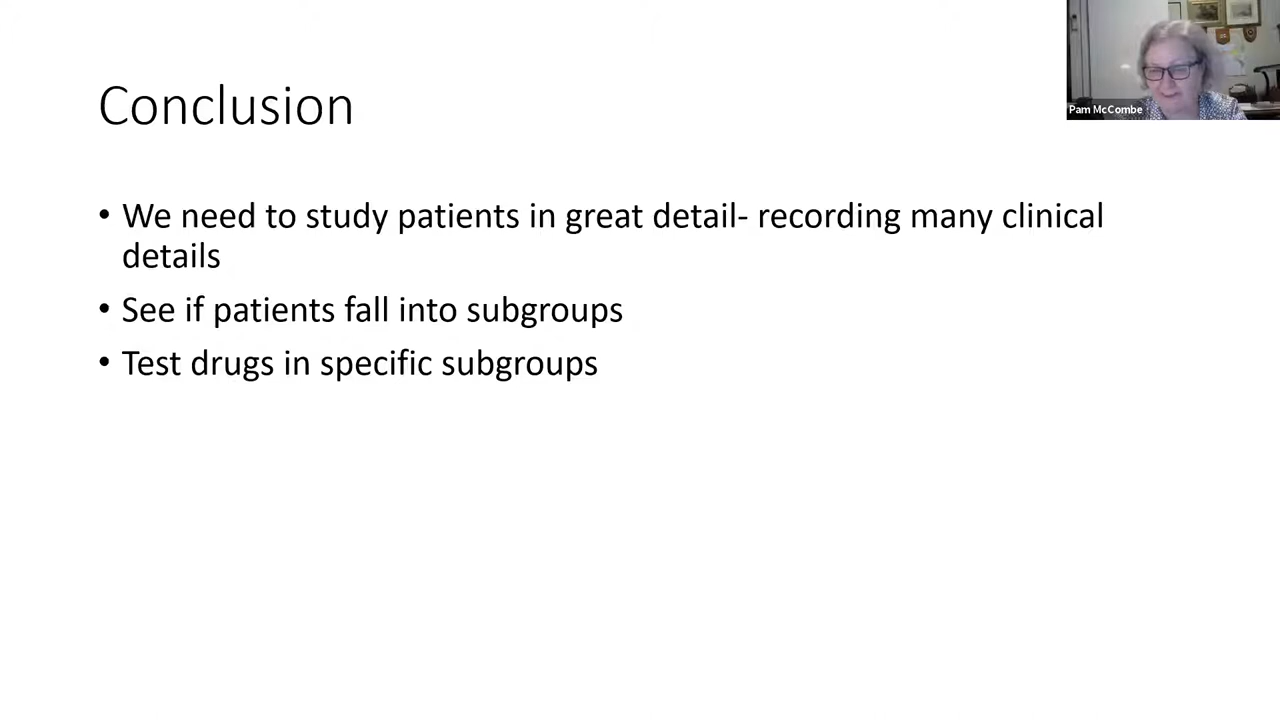 Conclusion
Pam McCombe
• We need to study patients in great detail- recording many clinical
details
• See if patients fall into subgroups
• Test drugs in specific subgroups